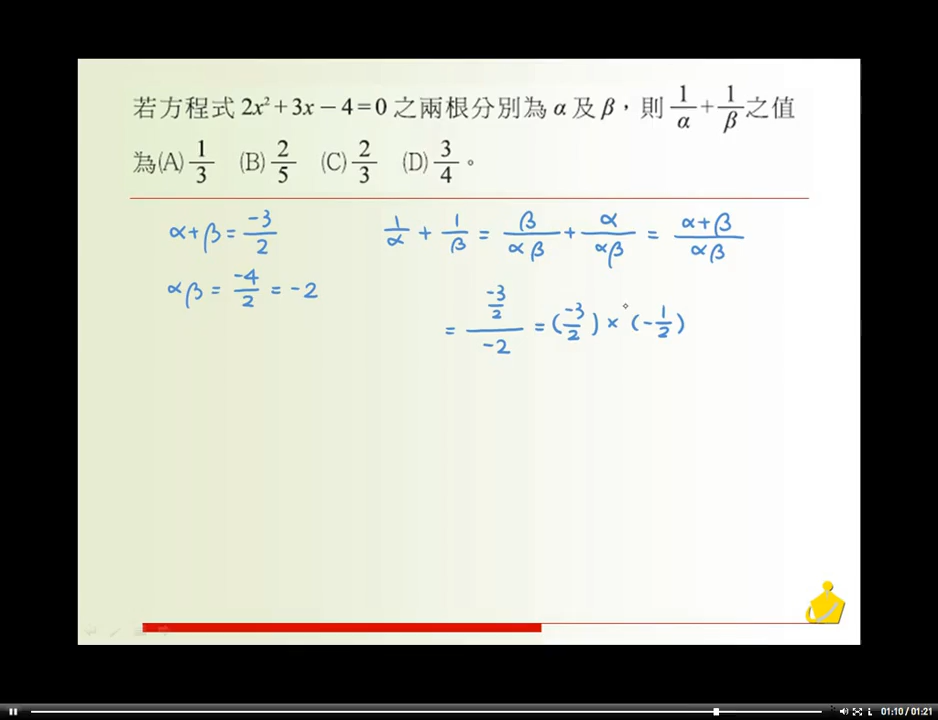 若方程式 2x² + 3x − 4 = 0 之兩根分別為 α 及 β，則 1/α + 1/β 之值
為(A) 1/3 (B) 2/5 (C) 2/3 (D) 3/4 。
α + β = -3/2
1/α + 1/β = β/αβ + α/αβ = α+β/αβ
αβ = -4/2 = -2
= -3/2/-2 = (-3/2) × (-1/2)
01:10 / 01:21